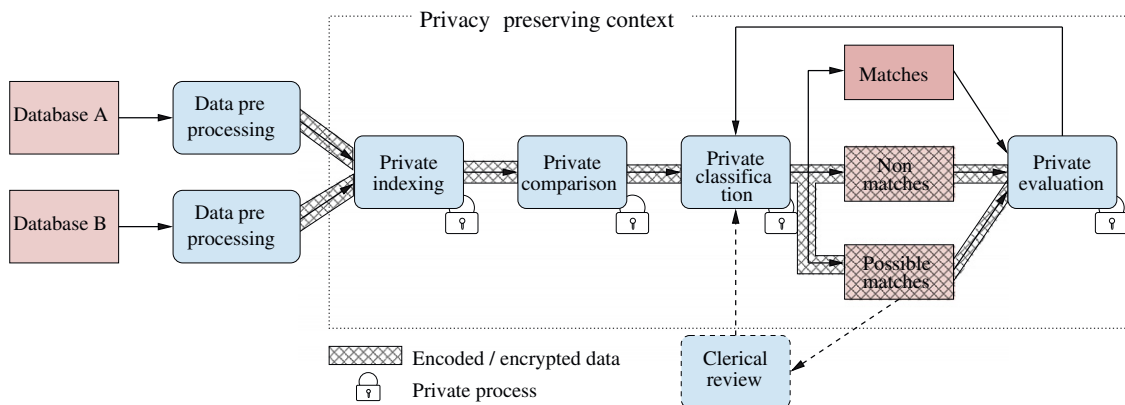 Privacy preserving context
Database A
Data pre
processing
Database B
Data pre
processing
Private
indexing
Private
comparison
Private
classifica
tion
Matches
Non
matches
Possible
matches
Private
evaluation
Clerical
review
Encoded / encrypted data
Private process